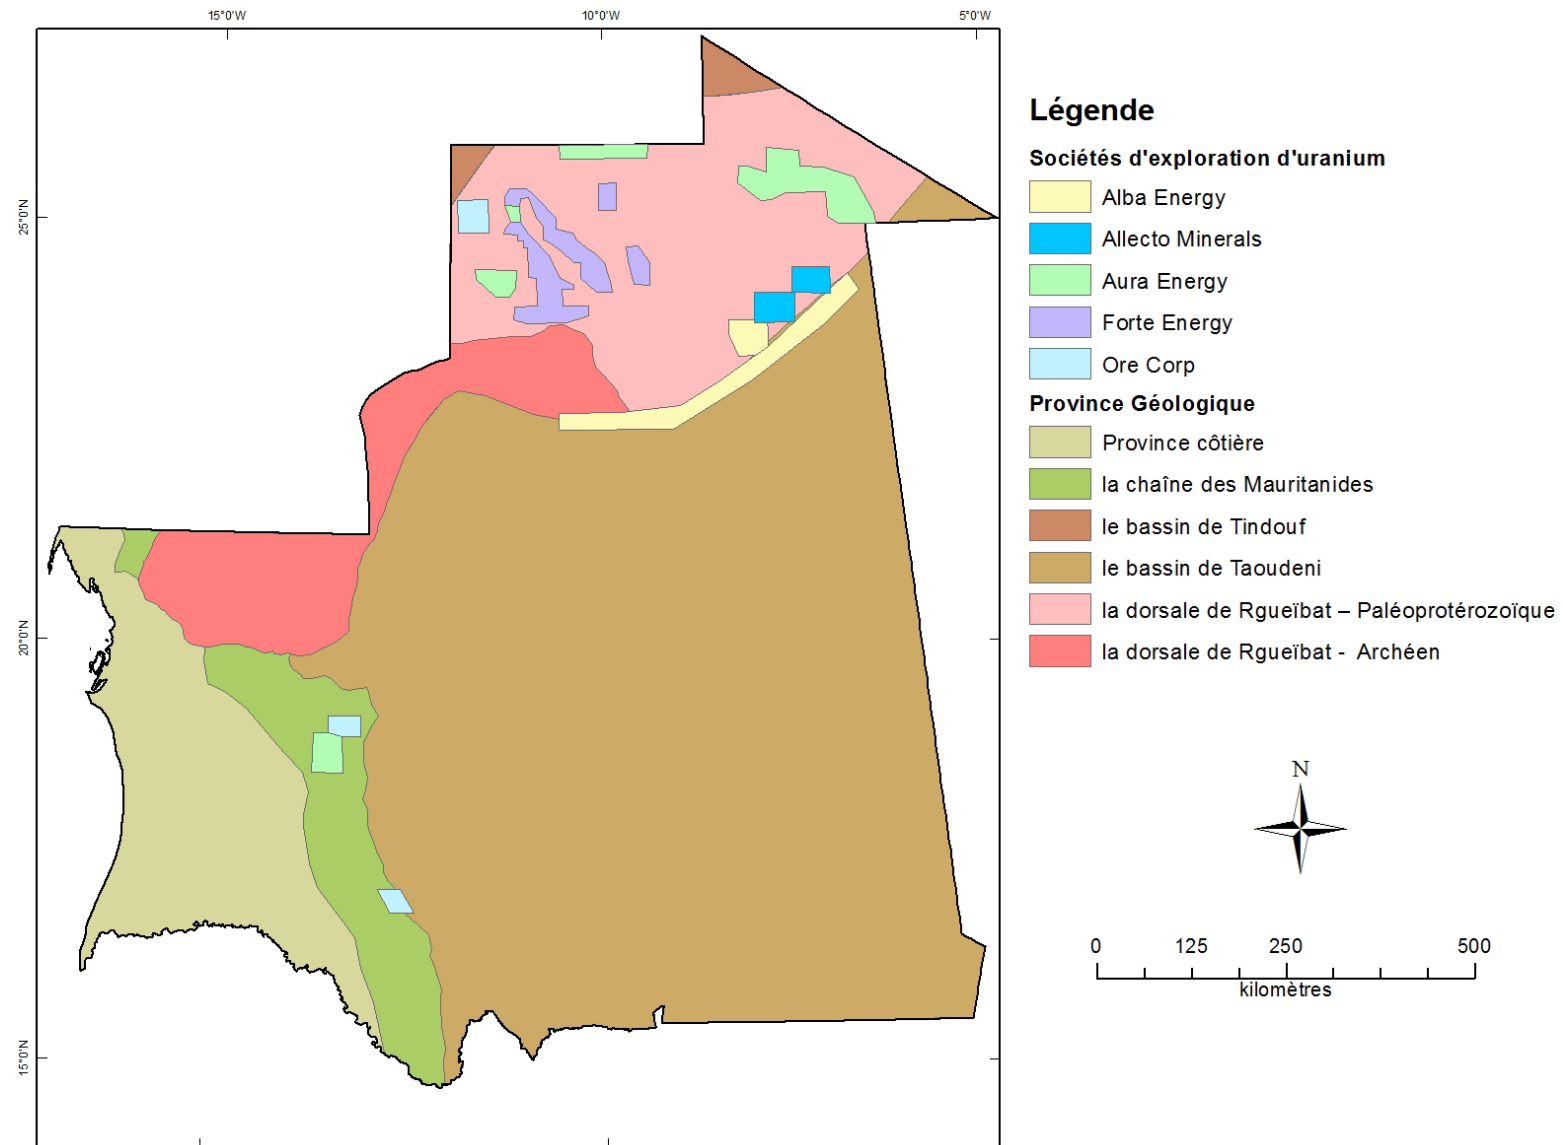 15°0'W 10°0'W 5°0'W
25°0'N
20°0'N
15°0'N
Légende
Sociétés d'exploration d'uranium
Alba Energy
Allecto Minerals
Aura Energy
Forte Energy
Ore Corp
Province Géologique
Province côtière
la chaîne des Mauritanides
le bassin de Tindouf
le bassin de Taoudeni
la dorsale de Rgueïbat – Paléoprotérozoïque
la dorsale de Rgueïbat - Archéen
N
0 125 250 500
kilomètres